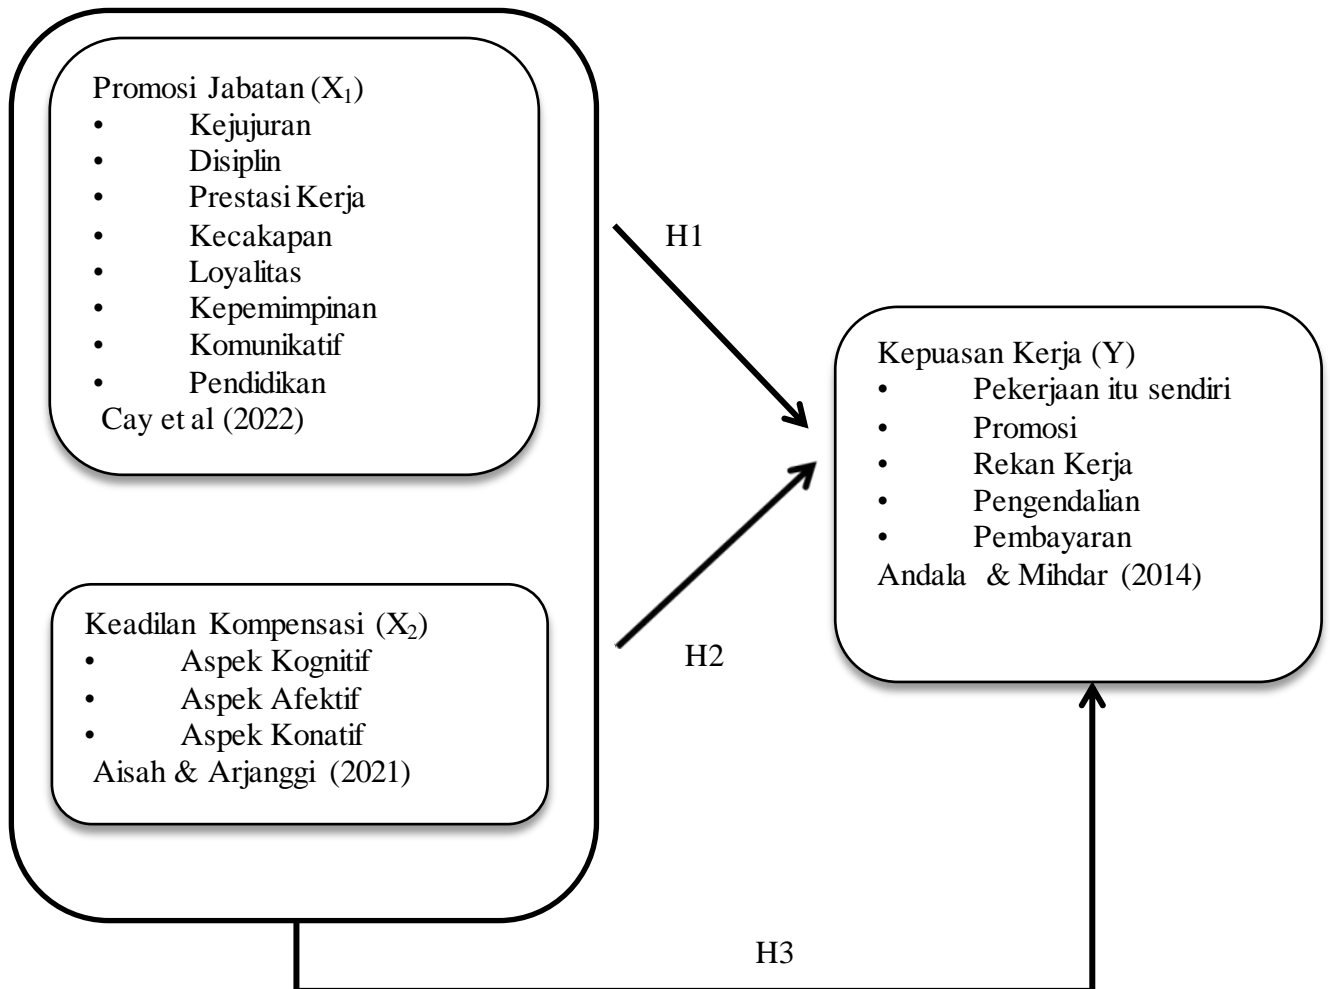 Promosi Jabatan (X₁)
• Kejujuran
• Disiplin
• Prestasi Kerja
• Kecakapan
• Loyalitas
• Kepemimpinan
• Komunikatif
• Pendidikan
Cay et al (2022)
H1
Kepuasan Kerja (Y)
• Pekerjaan itu sendiri
• Promosi
• Rekan Kerja
• Pengendalian
• Pembayaran
Andala & Mihdar (2014)
Keadilan Kompensasi (X₂)
• Aspek Kognitif
• Aspek Afektif
• Aspek Konatif
Aisah & Arjanggi (2021)
H2
H3